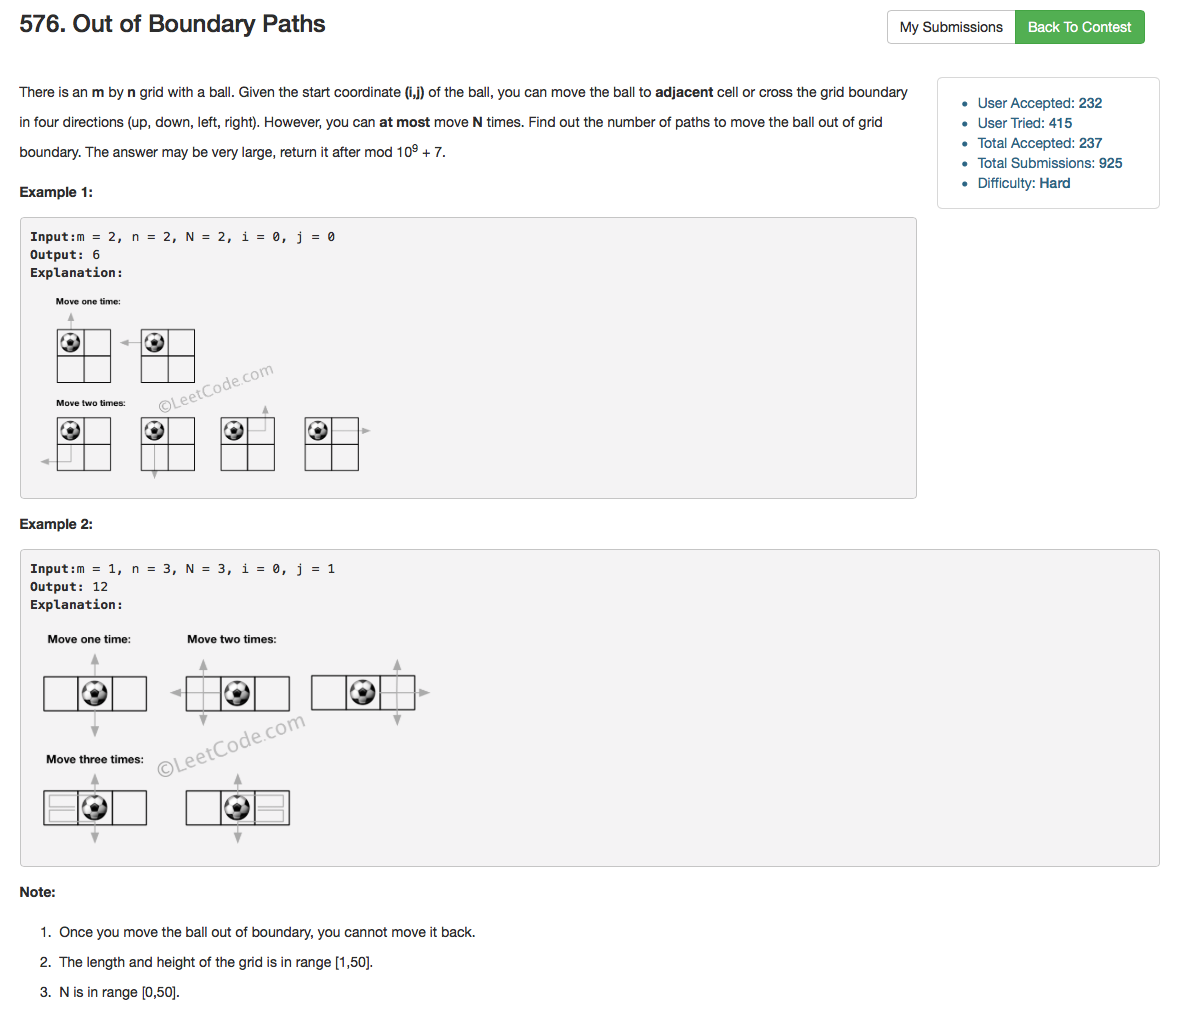 576. Out of Boundary Paths
My Submissions
Back To Contest
There is an m by n grid with a ball. Given the start coordinate (i,j) of the ball, you can move the ball to adjacent cell or cross the grid boundary
in four directions (up, down, left, right). However, you can at most move N times. Find out the number of paths to move the ball out of grid
boundary. The answer may be very large, return it after mod 10⁹ + 7.
• User Accepted: 232
• User Tried: 415
• Total Accepted: 237
• Total Submissions: 925
• Difficulty: Hard
Example 1:
Input:m = 2, n = 2, N = 2, i = 0, j = 0
Output: 6
Explanation:
Move one time:
©LeetCode.com
Move two times:
Example 2:
Input:m = 1, n = 3, N = 3, i = 0, j = 1
Output: 12
Explanation:
Move one time:
Move two times:
©LeetCode.com
Move three times:
Note:
1. Once you move the ball out of boundary, you cannot move it back.
2. The length and height of the grid is in range [1,50].
3. N is in range [0,50].